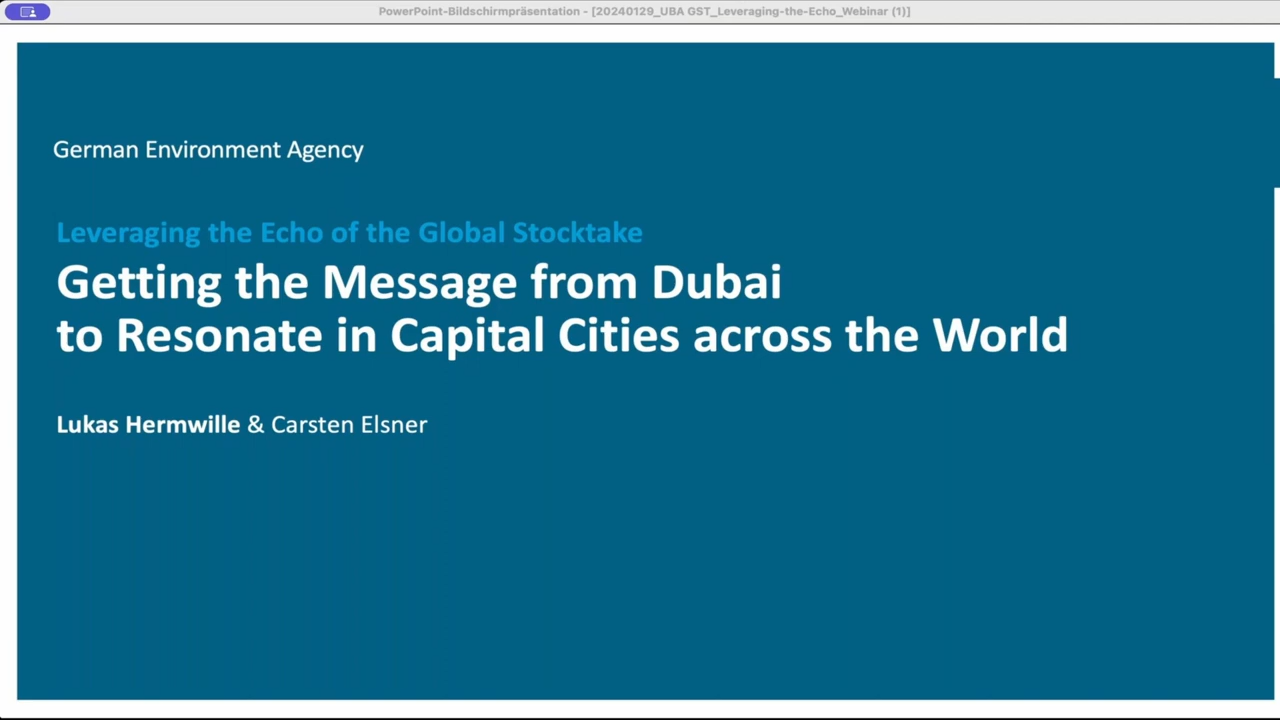 PowerPoint-Bildschirmpräsentation - [20240129_UBA GST_Leveraging-the-Echo_Webinar (1)]
German Environment Agency
Leveraging the Echo of the Global Stocktake
Getting the Message from Dubai
to Resonate in Capital Cities across the World
Lukas Hermwille & Carsten Elsner